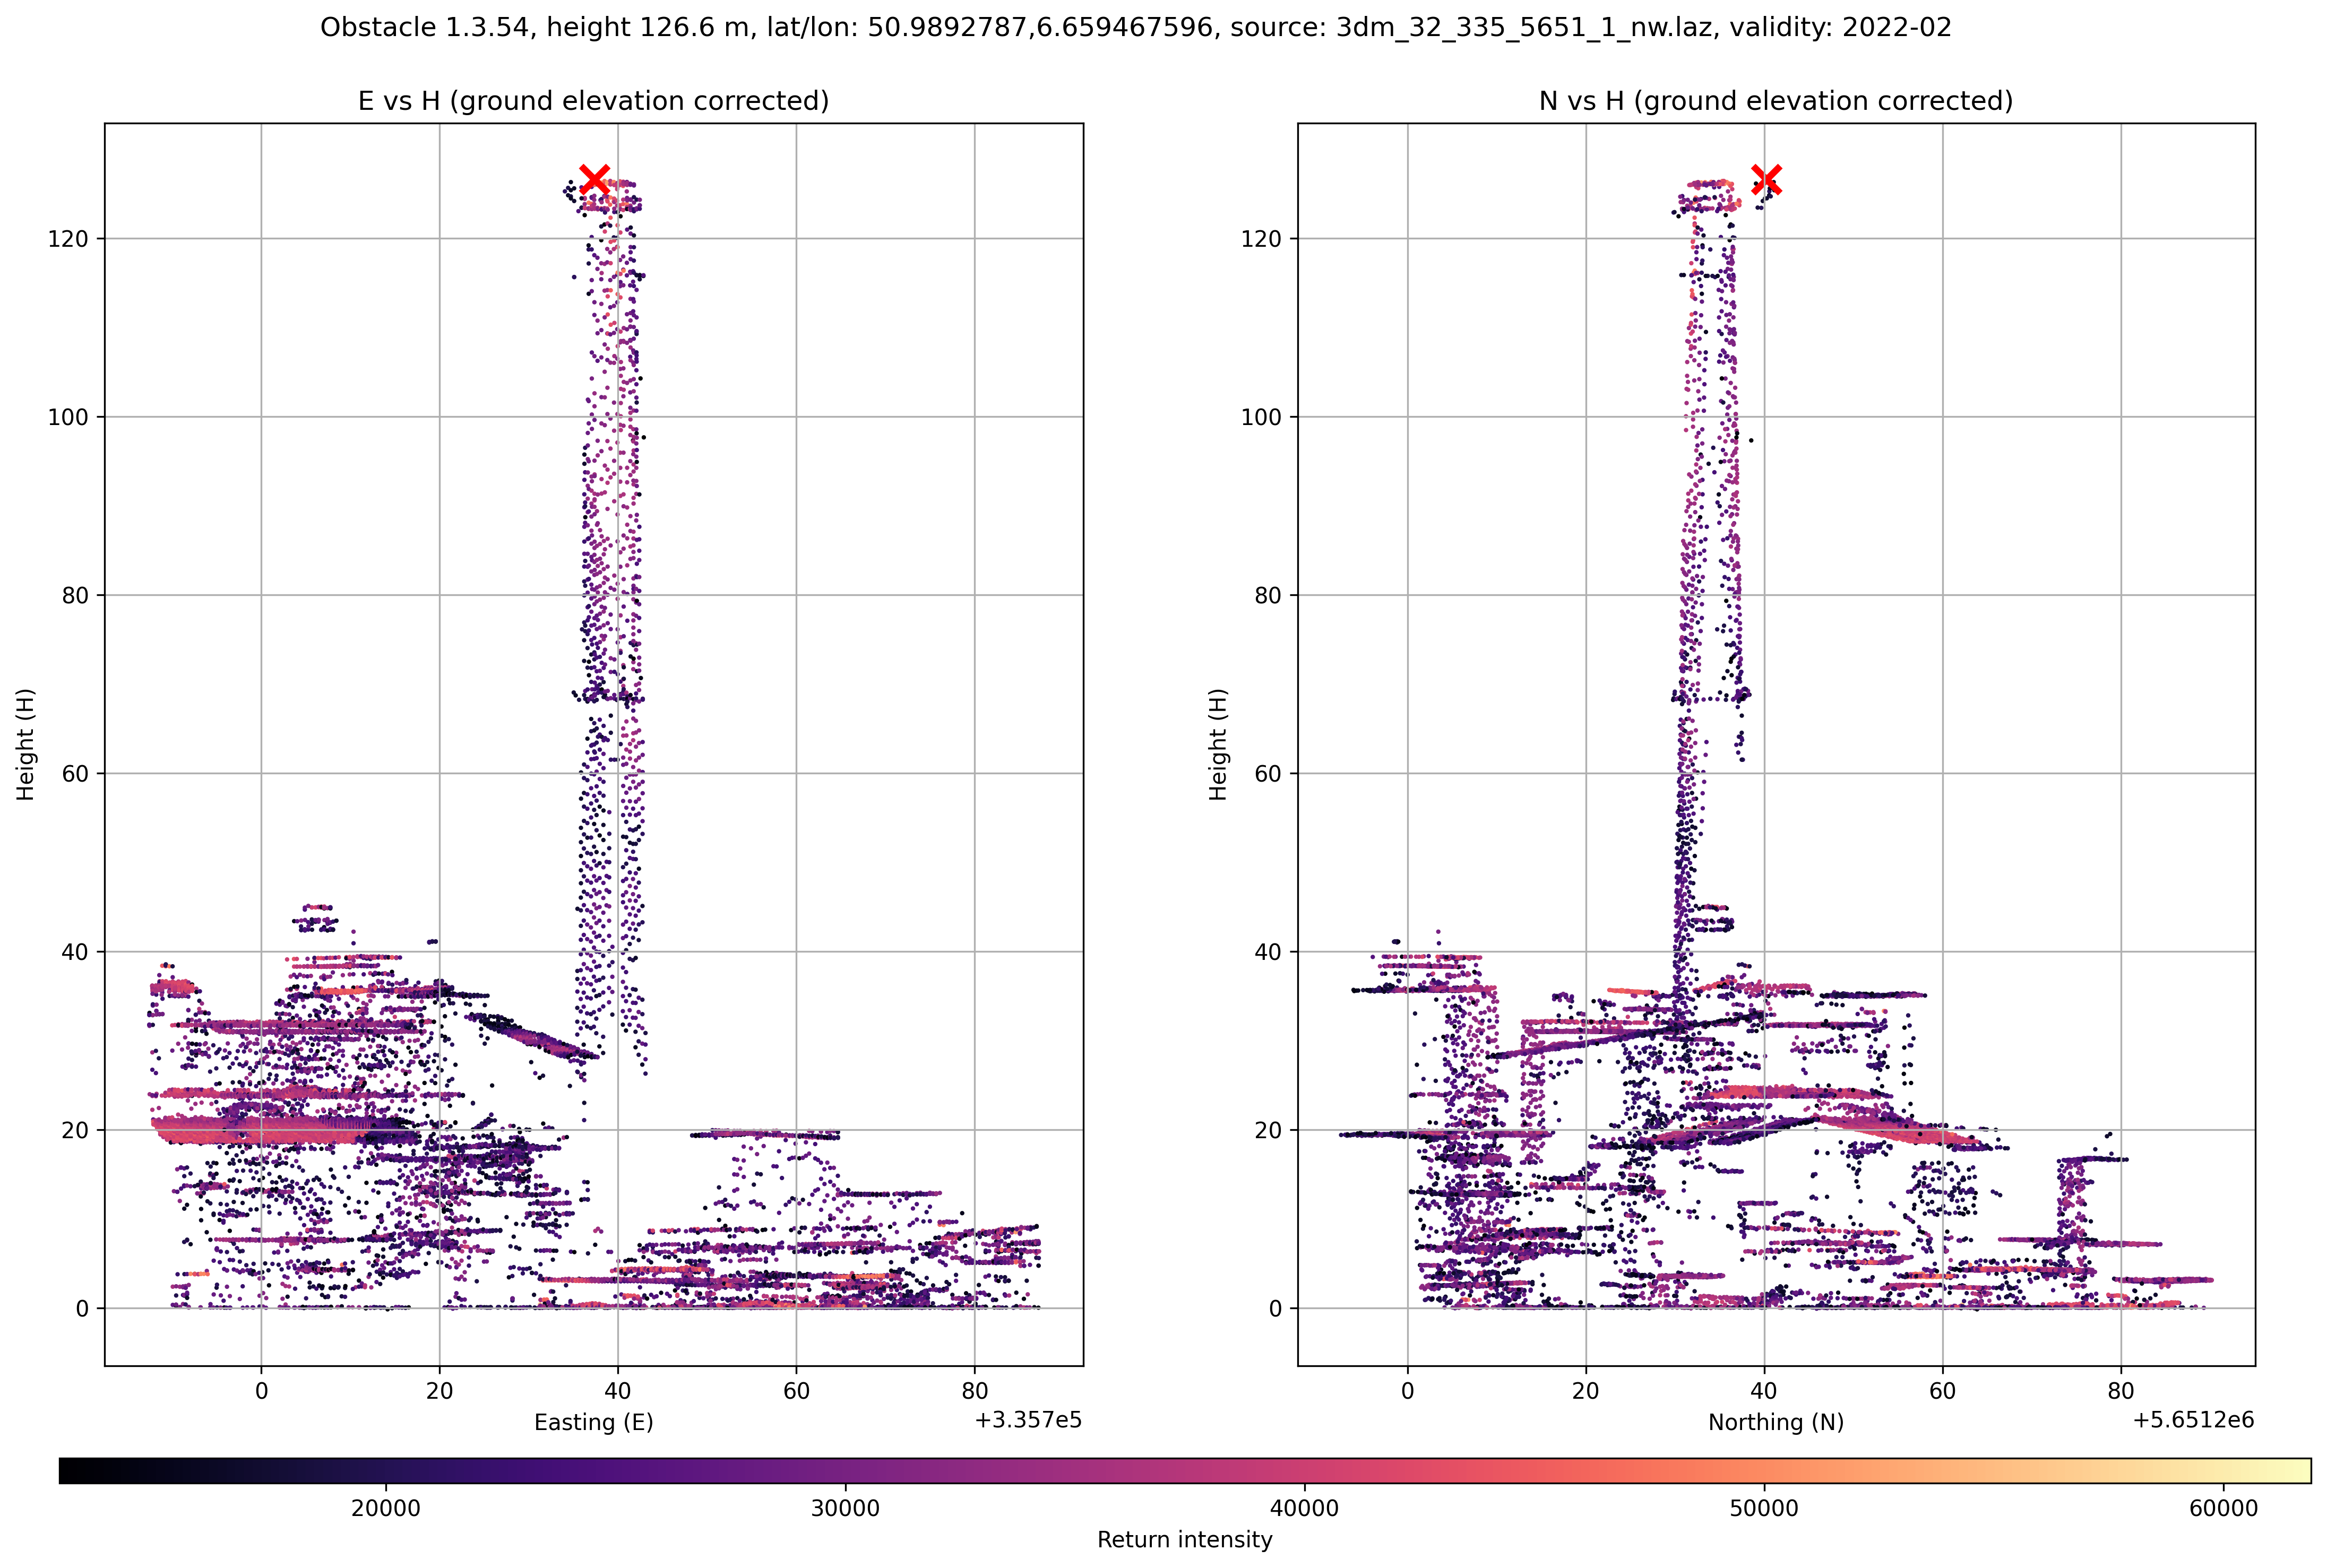 Obstacle 1.3.54, height 126.6 m, lat/lon: 50.9892787,6.659467596, source: 3dm_32_335_5651_1_nw.laz, validity: 2022-02
E vs H (ground elevation corrected)
N vs H (ground elevation corrected)
120
100
80
60
40
20
0
Height (H)
0 20 40 60 80
Easting (E)
+3.357e5
120
100
80
60
40
20
0
Height (H)
0 20 40 60 80
Northing (N)
+5.6512e6
20000 30000 40000 50000 60000
Return intensity